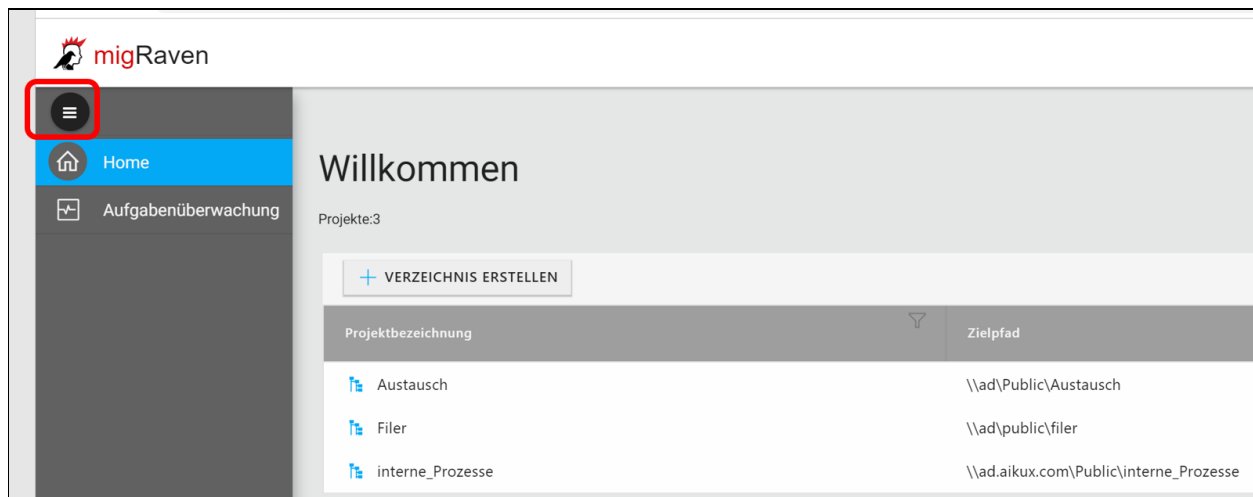 migRaven
Home
Aufgabenüberwachung
Willkommen
Projekte:3
VERZEICHNIS ERSTELLEN
Projektbezeichnung Zielpfad
Austausch \\ad\Public\Austausch
Filer \\ad\public\filer
interne_Prozesse \\ad.aikux.com\Public\interne_Prozesse